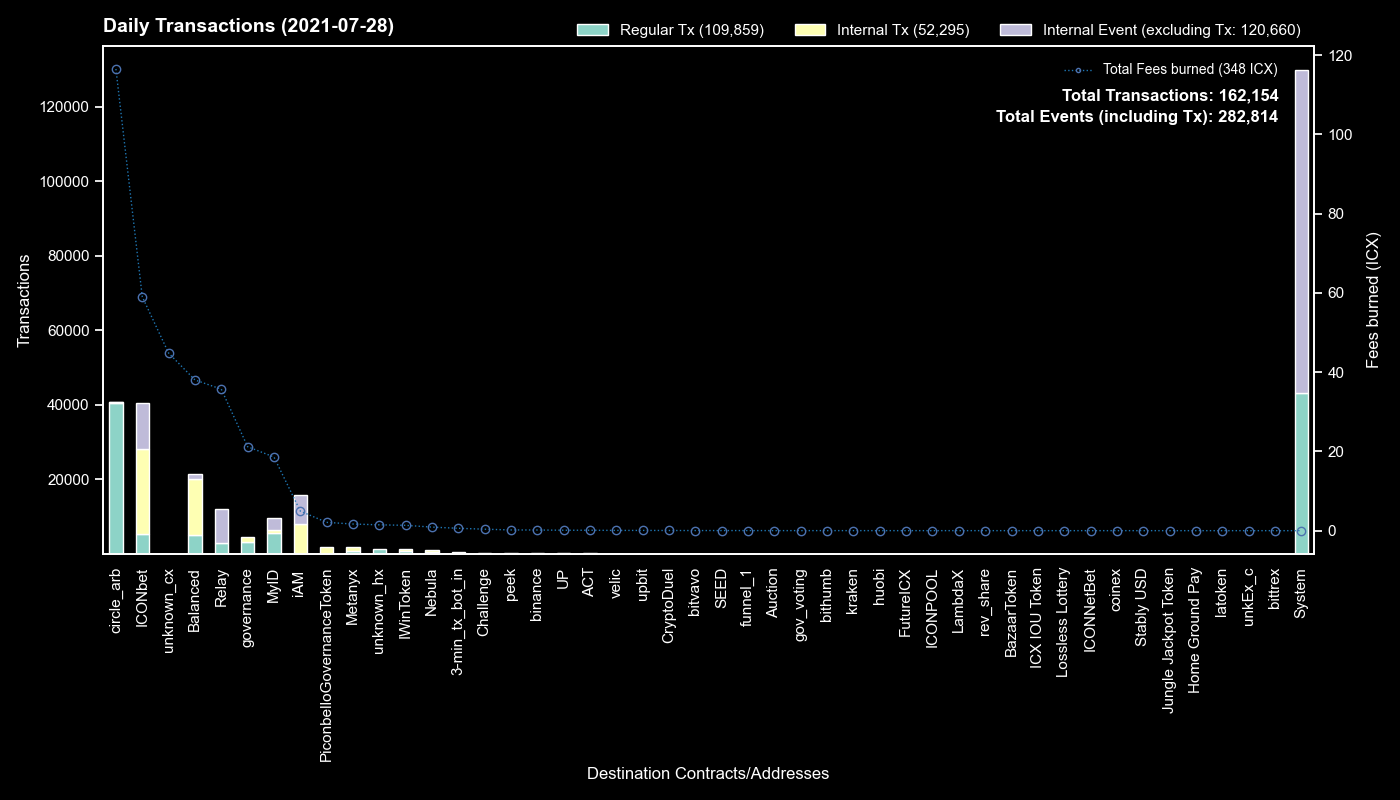 Daily Transactions (2021-07-28)
Regular Tx (109,859)
Internal Tx (52,295)
Internal Event (excluding Tx: 120,660)
Total Fees burned (348 ICX)
Total Transactions: 162,154
Total Events (including Tx): 282,814
Transactions
120000
100000
80000
60000
40000
20000
120
100
80
60
40
20
0
Fees burned (ICX)
circle_arb
ICONbet
unknown_cx
Balanced
Relay
governance
MyID
iAM
PiconbelloGovernanceToken
Metanyx
unknown_hx
IWinToken
Nebula
3-min_tx_bot_in
Challenge
peek
binance
UP
ACT
velic
upbit
CryptoDuel
bitvavo
SEED
funnel_1
Auction
gov_voting
bithumb
kraken
huobi
FutureICX
ICONPOOL
LambdaX
rev_share
BazaarToken
ICX IOU Token
Lossless Lottery
ICONNetBet
coinex
Stably USD
Jungle Jackpot Token
Home Ground Pay
latoken
unkEx_c
bittrex
System
Destination Contracts/Addresses